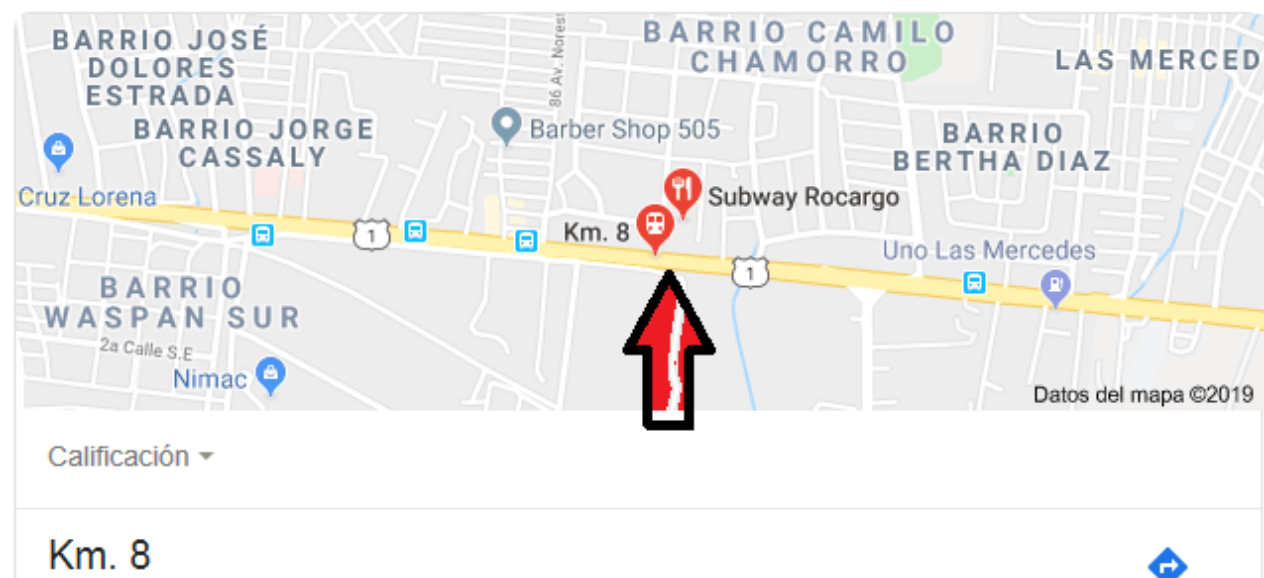 BARRIO JOSÉ
DOLORES
ESTRADA
86 Av. Nores
BARRIO CAMILO
CHAMORRO
LAS MERCED
BARRIO JORGE
CASSALY
Barber Shop 505
BARRIO
BERTHA DIAZ
Cruz Lorena
Subway Rocargo
1
Km. 8
Uno Las Mercedes
1
BARRIO
WASPAN SUR
2a Calle S.E
Nimac
Datos del mapa ©2019
Calificación
Km. 8